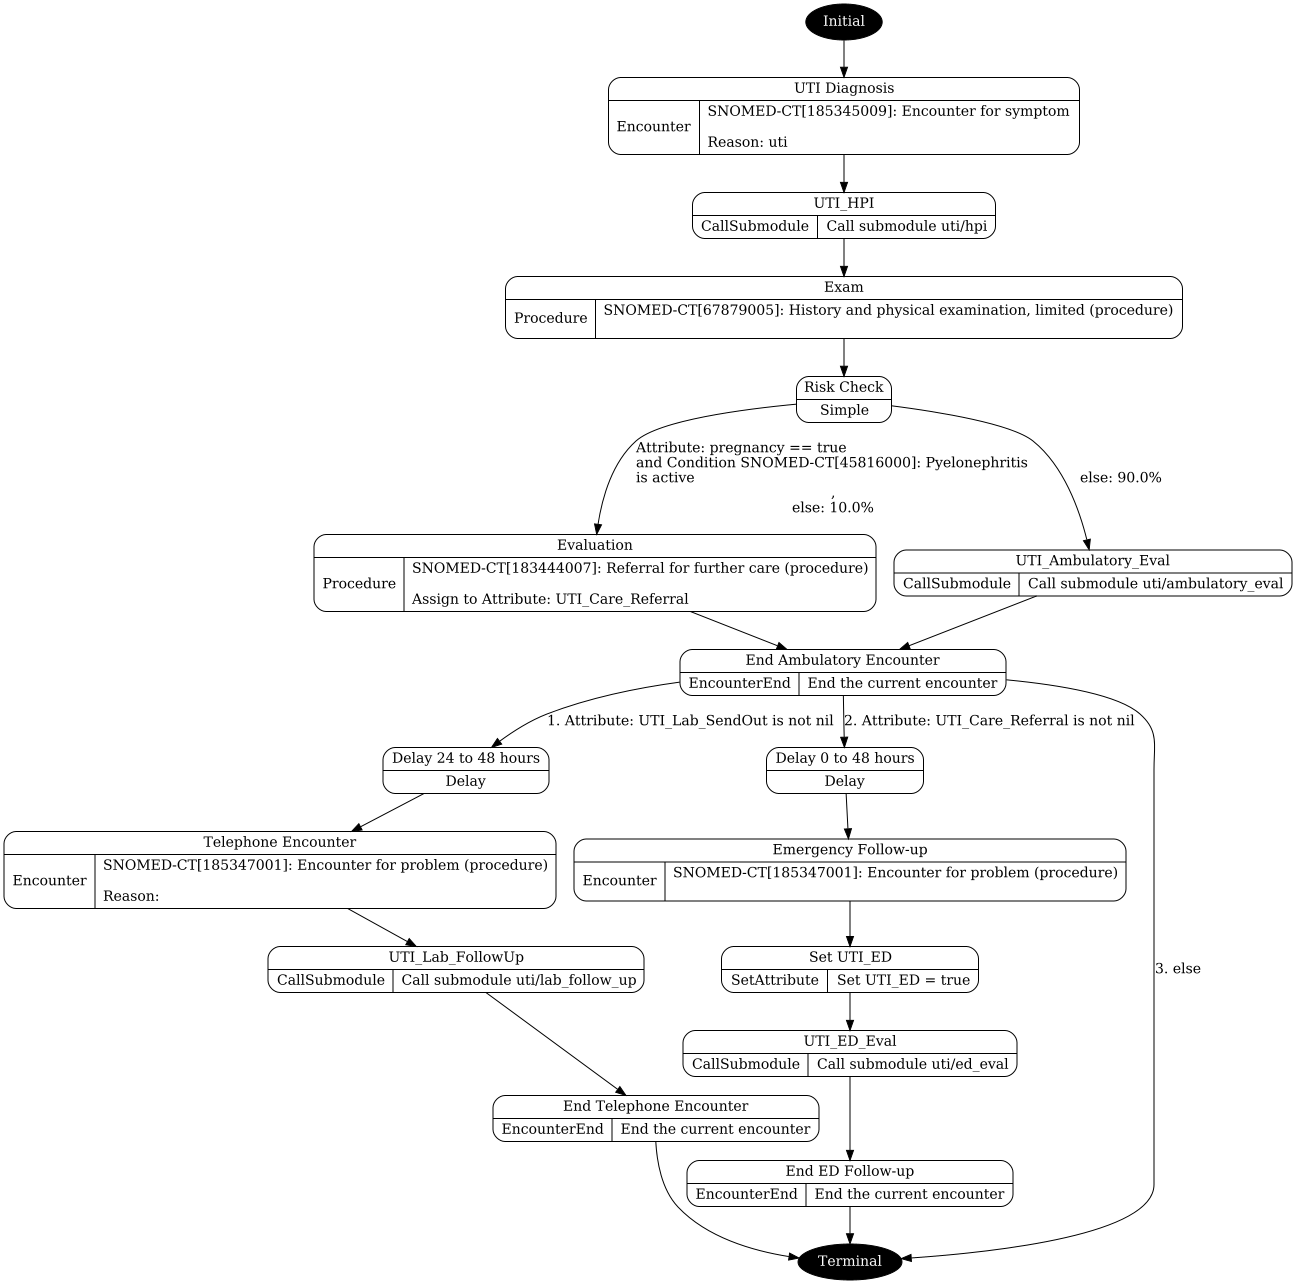 Initial
UTI Diagnosis
Encounter
SNOMED-CT[185345009]: Encounter for symptom
Reason: uti
UTI_HPI
CallSubmodule
Call submodule uti/hpi
Exam
Procedure
SNOMED-CT[67879005]: History and physical examination, limited (procedure)
Risk Check
Simple
Attribute: pregnancy == true
and Condition SNOMED-CT[45816000]: Pyelonephritis
is active
,
else: 10.0%
else: 90.0%
Evaluation
Procedure
SNOMED-CT[183444007]: Referral for further care (procedure)
Assign to Attribute: UTI_Care_Referral
UTI_Ambulatory_Eval
CallSubmodule
Call submodule uti/ambulatory_eval
End Ambulatory Encounter
EncounterEnd
End the current encounter
1. Attribute: UTI_Lab_SendOut is not nil
2. Attribute: UTI_Care_Referral is not nil
Delay 24 to 48 hours
Delay
Delay 0 to 48 hours
Delay
Telephone Encounter
Encounter
SNOMED-CT[185347001]: Encounter for problem (procedure)
Reason:
Emergency Follow-up
Encounter
SNOMED-CT[185347001]: Encounter for problem (procedure)
UTI_Lab_FollowUp
CallSubmodule
Call submodule uti/lab_follow_up
Set UTI_ED
SetAttribute
Set UTI_ED = true
3. else
UTI_ED_Eval
CallSubmodule
Call submodule uti/ed_eval
End Telephone Encounter
EncounterEnd
End the current encounter
End ED Follow-up
EncounterEnd
End the current encounter
Terminal